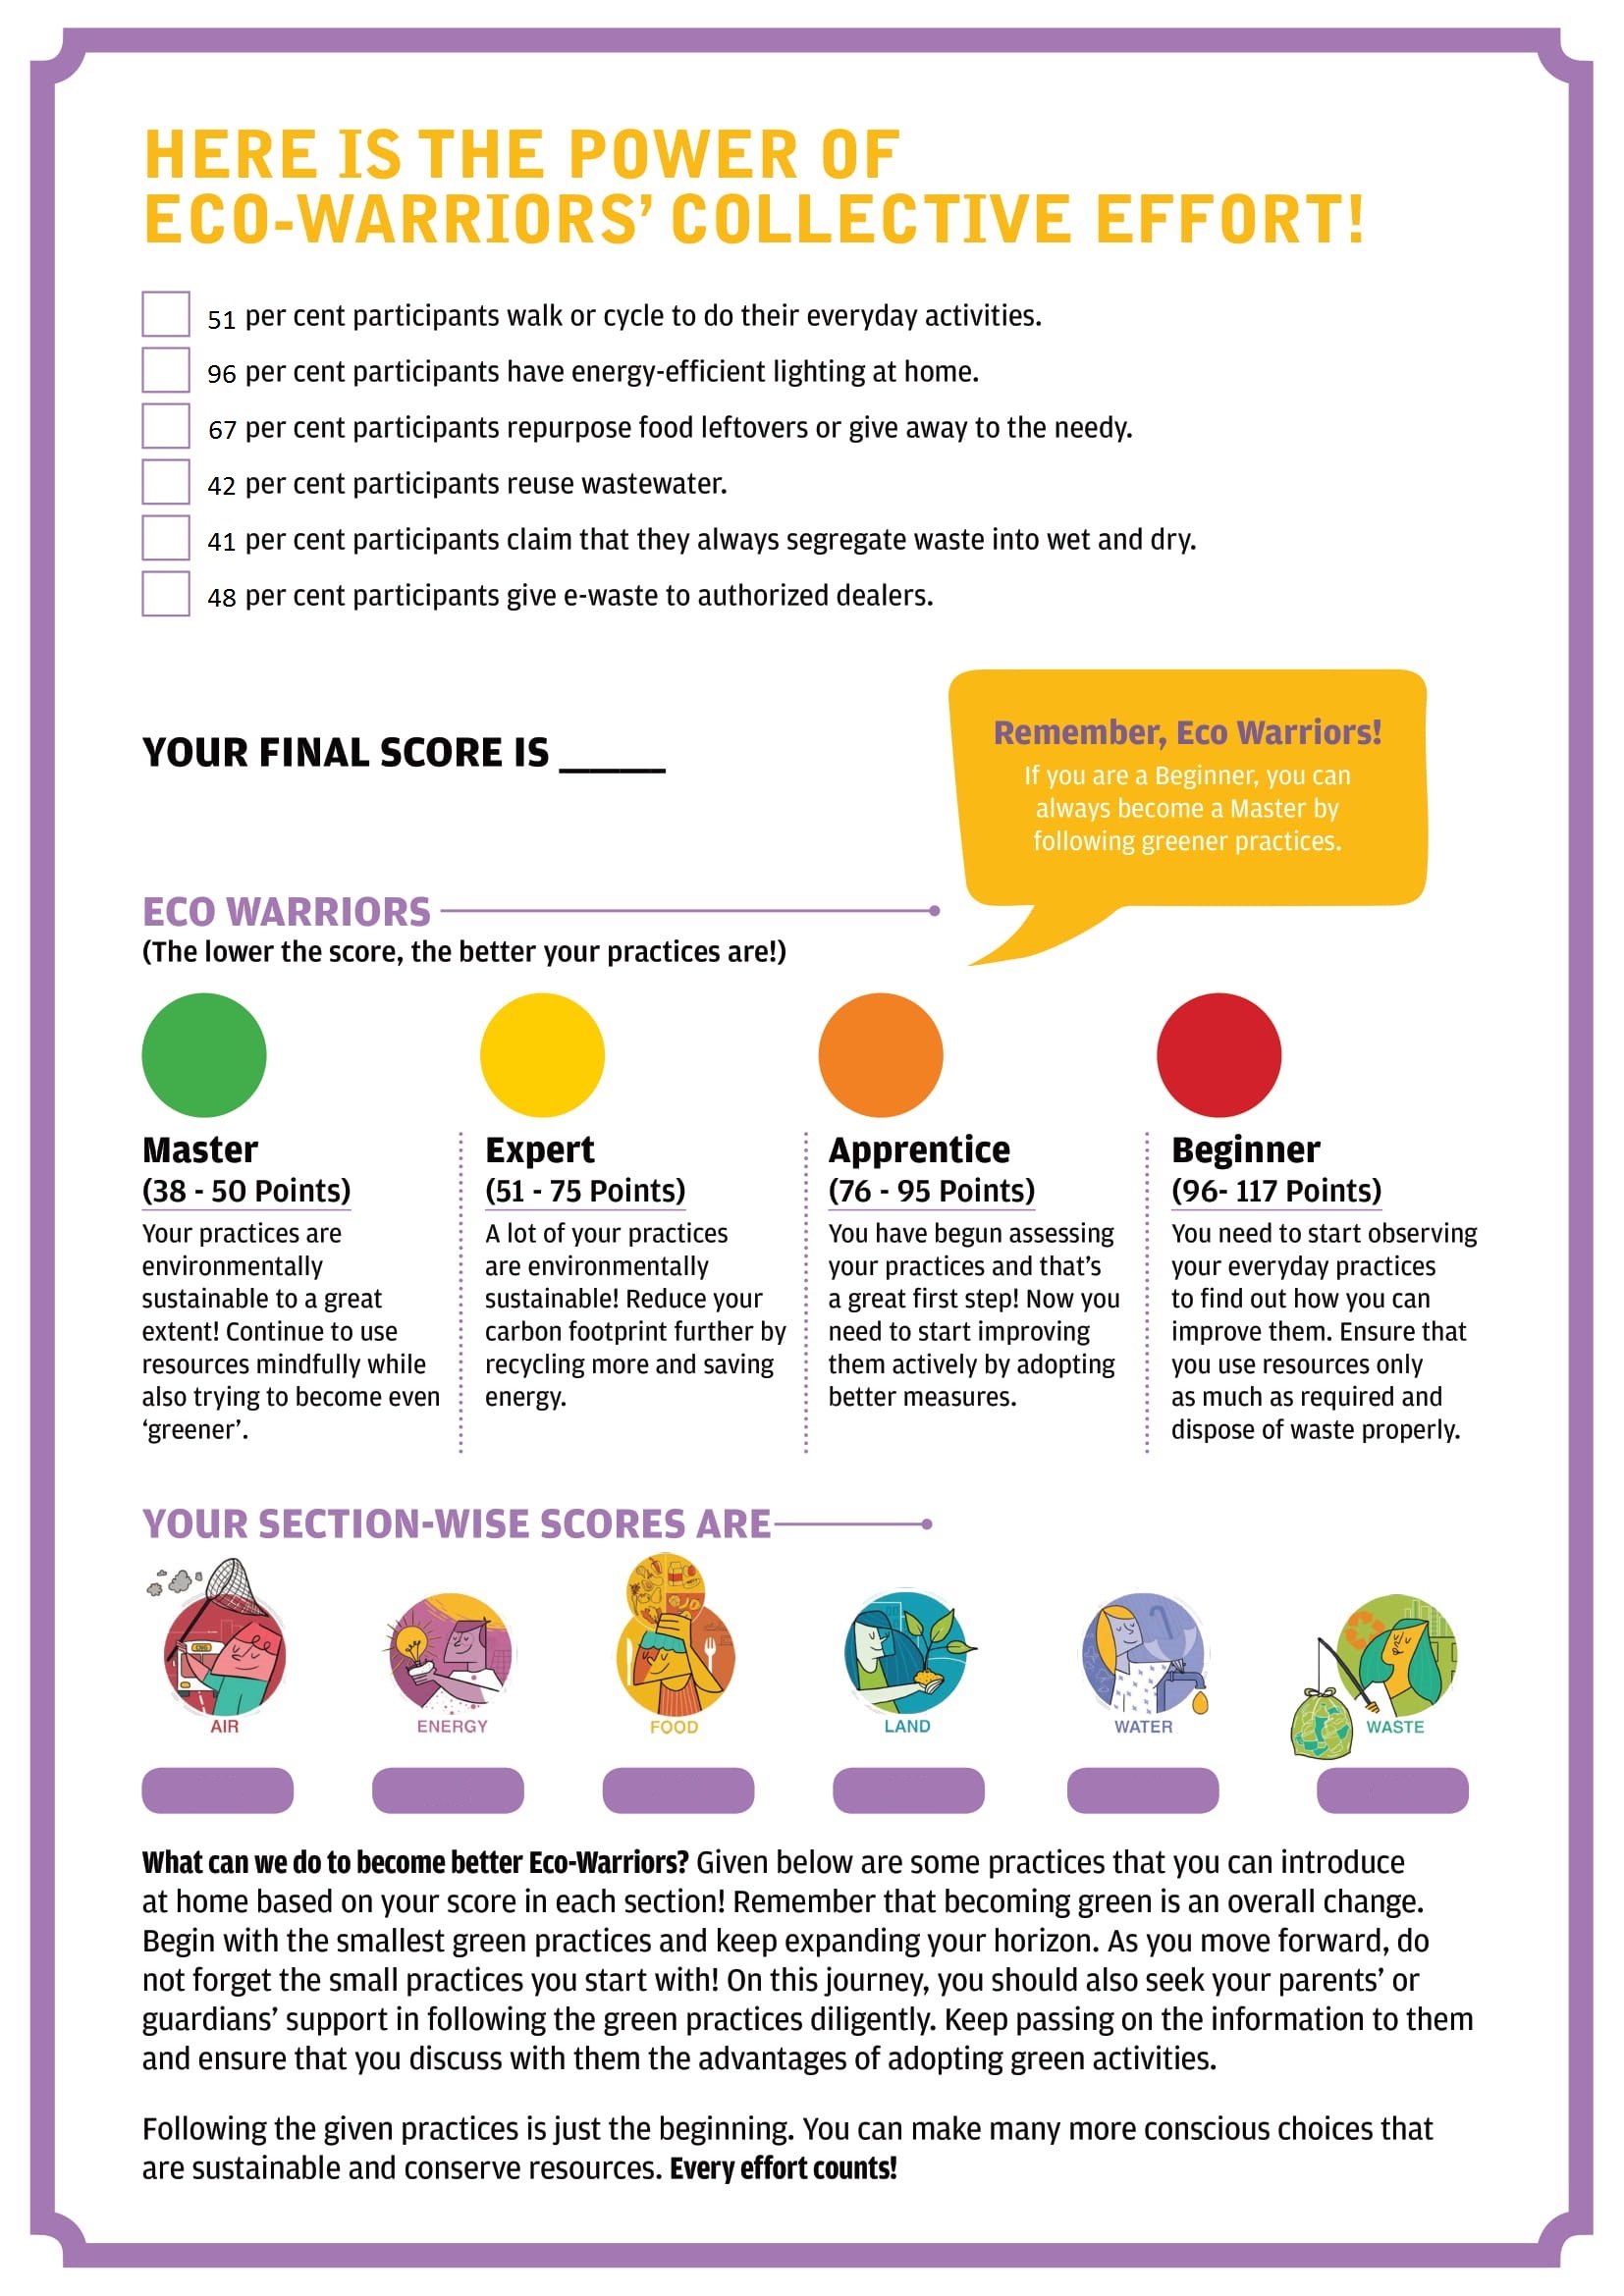 HERE IS THE POWER OF
ECO-WARRIORS’ COLLECTIVE EFFORT!
51 per cent participants walk or cycle to do their everyday activities.
96 per cent participants have energy-efficient lighting at home.
67 per cent participants repurpose food leftovers or give away to the needy.
42 per cent participants reuse wastewater.
41 per cent participants claim that they always segregate waste into wet and dry.
48 per cent participants give e-waste to authorized dealers.
YOUR FINAL SCORE IS _____
Remember, Eco Warriors!
If you are a Beginner, you can
always become a Master by
following greener practices.
ECO WARRIORS
(The lower the score, the better your practices are!)
Master
(38 - 50 Points)
Your practices are
environmentally
sustainable to a great
extent! Continue to use
resources mindfully while
also trying to become even
‘greener’.
Expert
(51 - 75 Points)
A lot of your practices
are environmentally
sustainable! Reduce your
carbon footprint further by
recycling more and saving
energy.
Apprentice
(76 - 95 Points)
You have begun assessing
your practices and that’s
a great first step! Now you
need to start improving
them actively by adopting
better measures.
Beginner
(96- 117 Points)
You need to start observing
your everyday practices
to find out how you can
improve them. Ensure that
you use resources only
as much as required and
dispose of waste properly.
YOUR SECTION-WISE SCORES ARE
CNG
AIR
ENERGY
FOOD
LAND
WATER
WASTE
What can we do to become better Eco-Warriors? Given below are some practices that you can introduce
at home based on your score in each section! Remember that becoming green is an overall change.
Begin with the smallest green practices and keep expanding your horizon. As you move forward, do
not forget the small practices you start with! On this journey, you should also seek your parents’ or
guardians’ support in following the green practices diligently. Keep passing on the information to them
and ensure that you discuss with them the advantages of adopting green activities.
Following the given practices is just the beginning. You can make many more conscious choices that
are sustainable and conserve resources. Every effort counts!